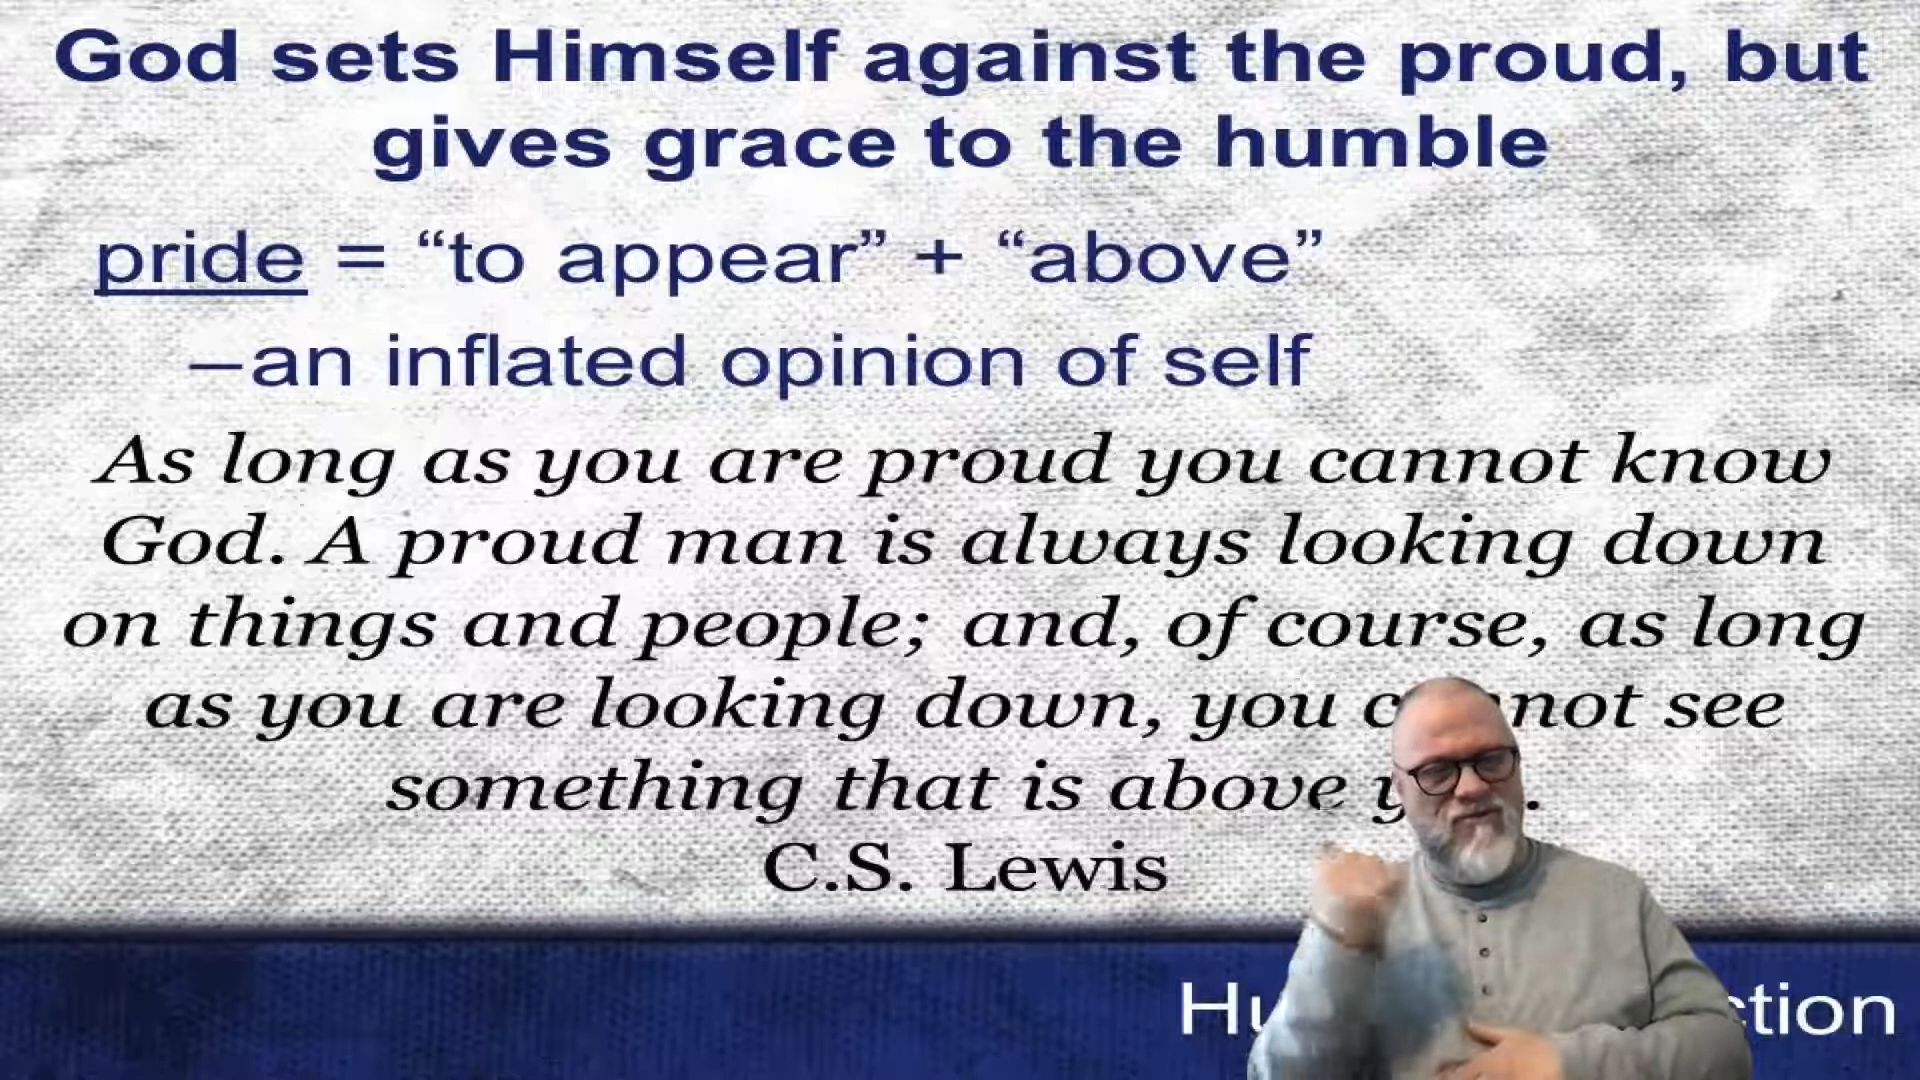 God sets Himself against the proud, but
gives grace to the humble
pride = “to appear” + “above”
–an inflated opinion of self
As long as you are proud you cannot know
God. A proud man is always looking down
on things and people; and, of course, as long
as you are looking down, you cannot see
something that is above
C.S. Lewis